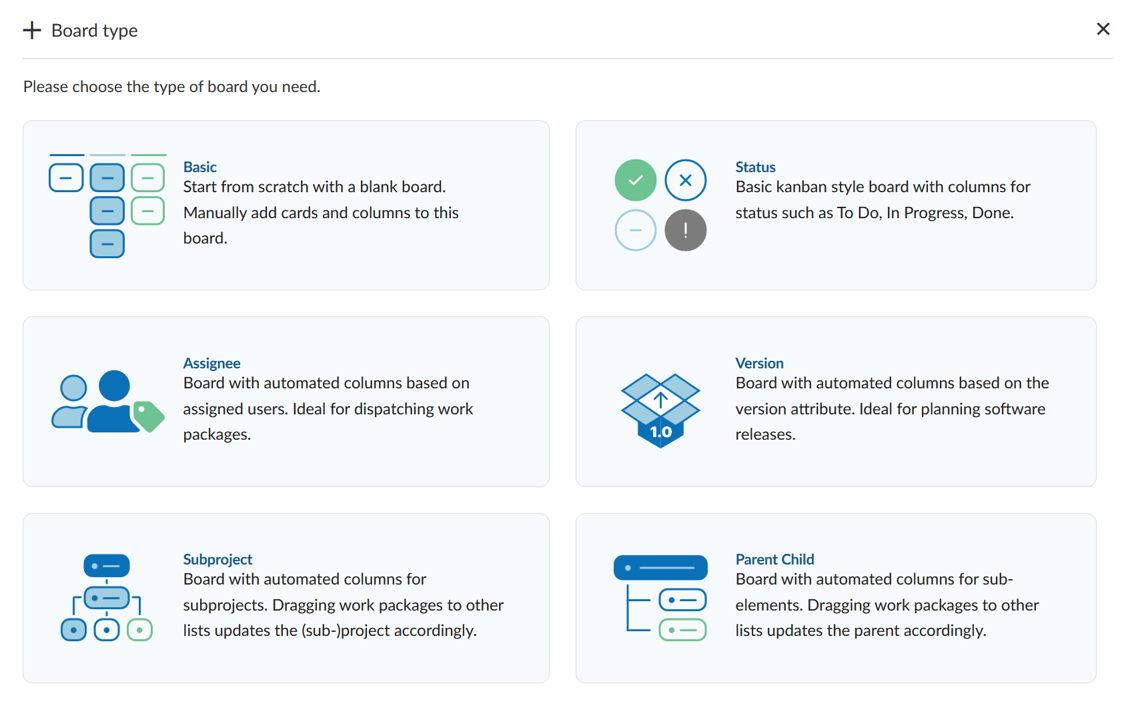 Board type
Please choose the type of board you need.
Basic
Start from scratch with a blank board.
Manually add cards and columns to this
board.
Status
Basic kanban style board with columns for
status such as To Do, In Progress, Done.
Assignee
Board with automated columns based on
assigned users. Ideal for dispatching work
packages.
Version
Board with automated columns based on the
version attribute. Ideal for planning software
releases.
1.0
Subproject
Board with automated columns for
subprojects. Dragging work packages to other
lists updates the (sub-)project accordingly.
Parent Child
Board with automated columns for sub-
elements. Dragging work packages to other
lists updates the parent accordingly.